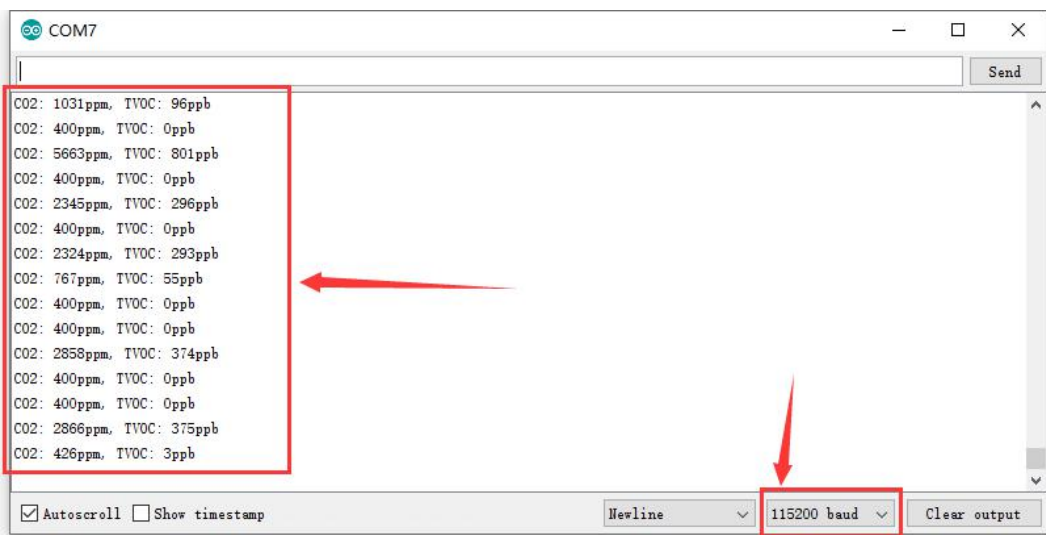 COM7
Send
CO2: 1031ppm, TVOC: 96ppb
CO2: 400ppm, TVOC: 0ppb
CO2: 5663ppm, TVOC: 801ppb
CO2: 400ppm, TVOC: 0ppb
CO2: 2345ppm, TVOC: 296ppb
CO2: 400ppm, TVOC: 0ppb
CO2: 2324ppm, TVOC: 293ppb
CO2: 767ppm, TVOC: 55ppb
CO2: 400ppm, TVOC: 0ppb
CO2: 400ppm, TVOC: 0ppb
CO2: 2858ppm, TVOC: 374ppb
CO2: 400ppm, TVOC: 0ppb
CO2: 400ppm, TVOC: 0ppb
CO2: 2866ppm, TVOC: 375ppb
CO2: 426ppm, TVOC: 3ppb
Autoscroll Show timestamp Newline 115200 baud Clear output